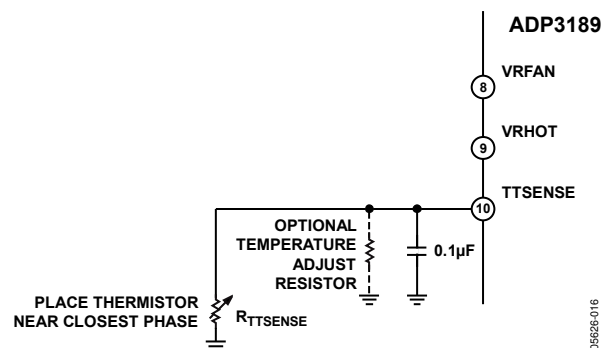 ADP3189
8
VRFAN
9
VRHOT
10
TTSENSE
OPTIONAL
TEMPERATURE
ADJUST
RESISTOR
0.1µF
PLACE THERMISTOR
NEAR CLOSEST PHASE
RTTSENSE
05626-016